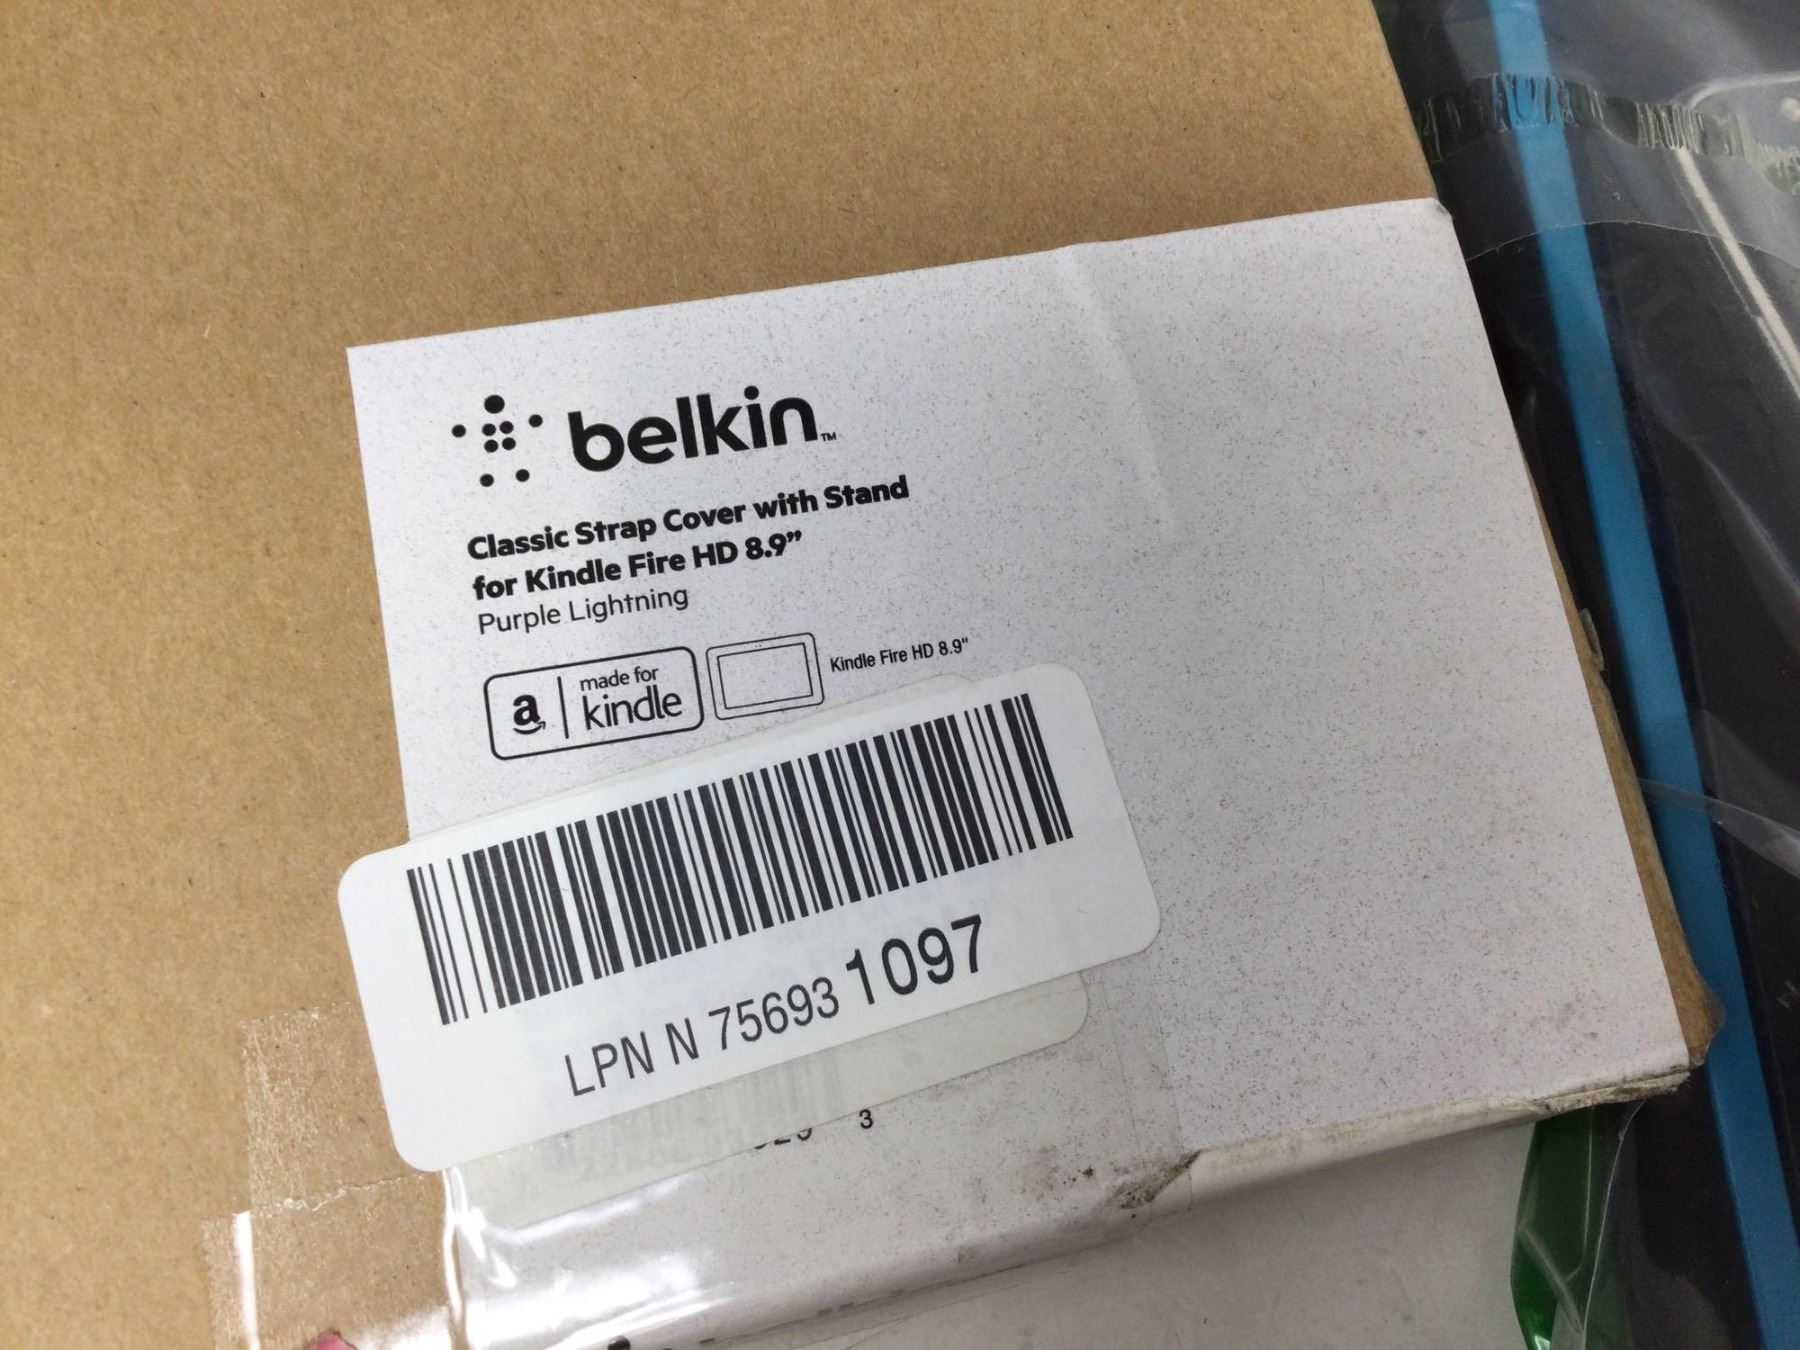 belkin™
Classic Strap Cover with Stand
for Kindle Fire HD 8.9”
Purple Lightning
a
made for
kindle
Kindle Fire HD 8.9"
LPN N 75693 1097
3